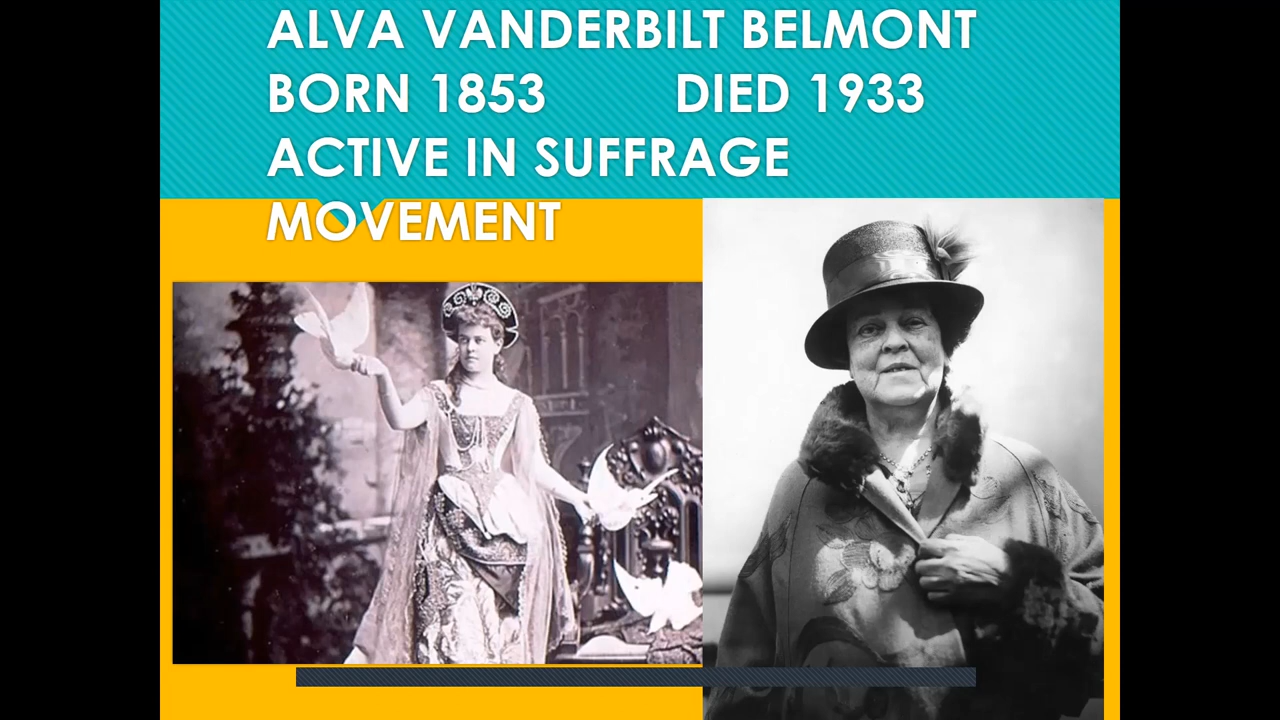 ALVA VANDERBILT BELMONT
BORN 1853 DIED 1933
ACTIVE IN SUFFRAGE
MOVEMENT